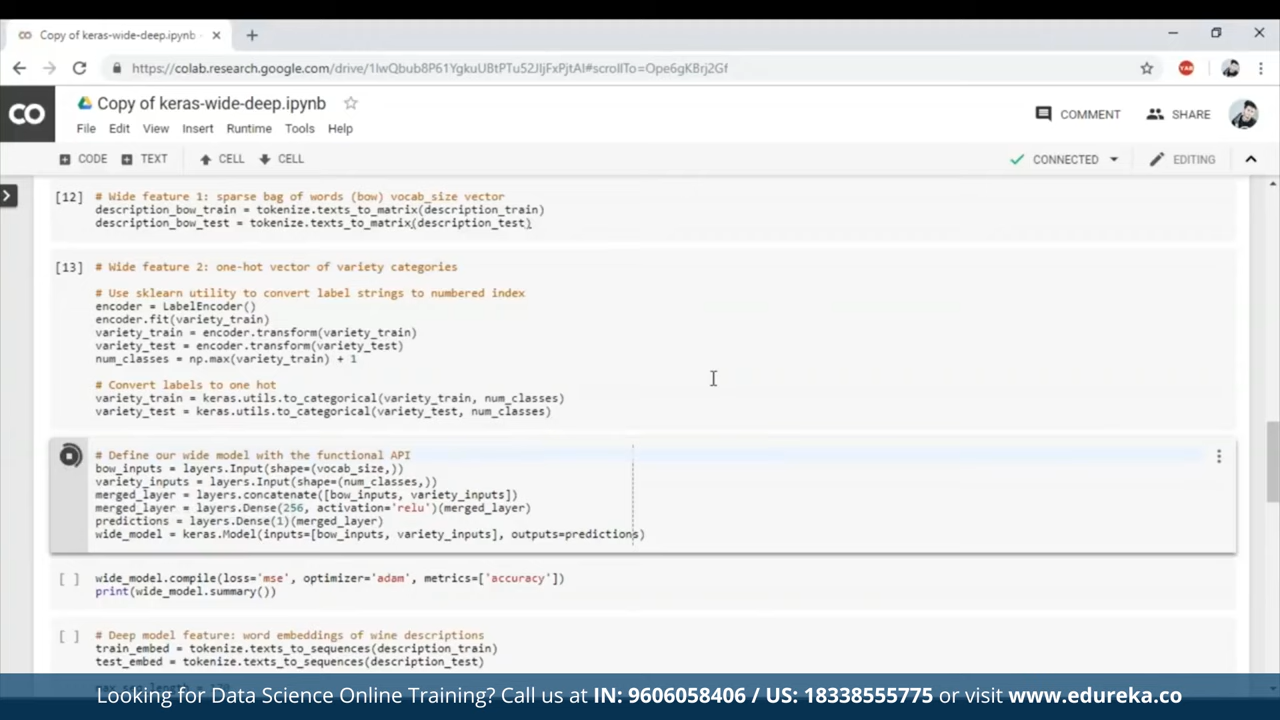 Copy of keras-wide-deep.ipynb
https://colab.research.google.com/drive/1IwQbub8P61YgkuUBtPTu52JljFxPjtAI#scrollTo=Ope6gKBrj2Gf
CO
Copy of keras-wide-deep.ipynb
COMMENT
SHARE
File Edit View Insert Runtime Tools Help
CODE TEXT CELL CELL
CONNECTED
EDITING
[12] # Wide feature 1: sparse bag of words (bow) vocab_size vector
description_bow_train = tokenize.texts_to_matrix(description_train)
description_bow_test = tokenize.texts_to_matrix(description_test)
[13] # Wide feature 2: one-hot vector of variety categories
# Use sklearn utility to convert label strings to numbered index
encoder = LabelEncoder()
encoder.fit(variety_train)
variety_train = encoder.transform(variety_train)
variety_test = encoder.transform(variety_test)
num_classes = np.max(variety_train) + 1
# Convert labels to one hot
variety_train = keras.utils.to_categorical(variety_train, num_classes)
variety_test = keras.utils.to_categorical(variety_test, num_classes)
# Define our wide model with the functional API
bow_inputs = layers.Input(shape=(vocab_size,))
variety_inputs = layers.Input(shape=(num_classes,))
merged_layer = layers.concatenate([bow_inputs, variety_inputs])
merged_layer = layers.Dense(256, activation='relu')(merged_layer)
predictions = layers.Dense(1)(merged_layer)
wide_model = keras.Model(inputs=[bow_inputs, variety_inputs], outputs=predictions)
[ ] wide_model.compile(loss='mse', optimizer='adam', metrics=['accuracy'])
print(wide_model.summary())
[ ] # Deep model feature: word embeddings of wine descriptions
train_embed = tokenize.texts_to_sequences(description_train)
test_embed = tokenize.texts_to_sequences(description_test)
Looking for Data Science Online Training? Call us at IN: 9606058406 / US: 18338555775 or visit www.edureka.co